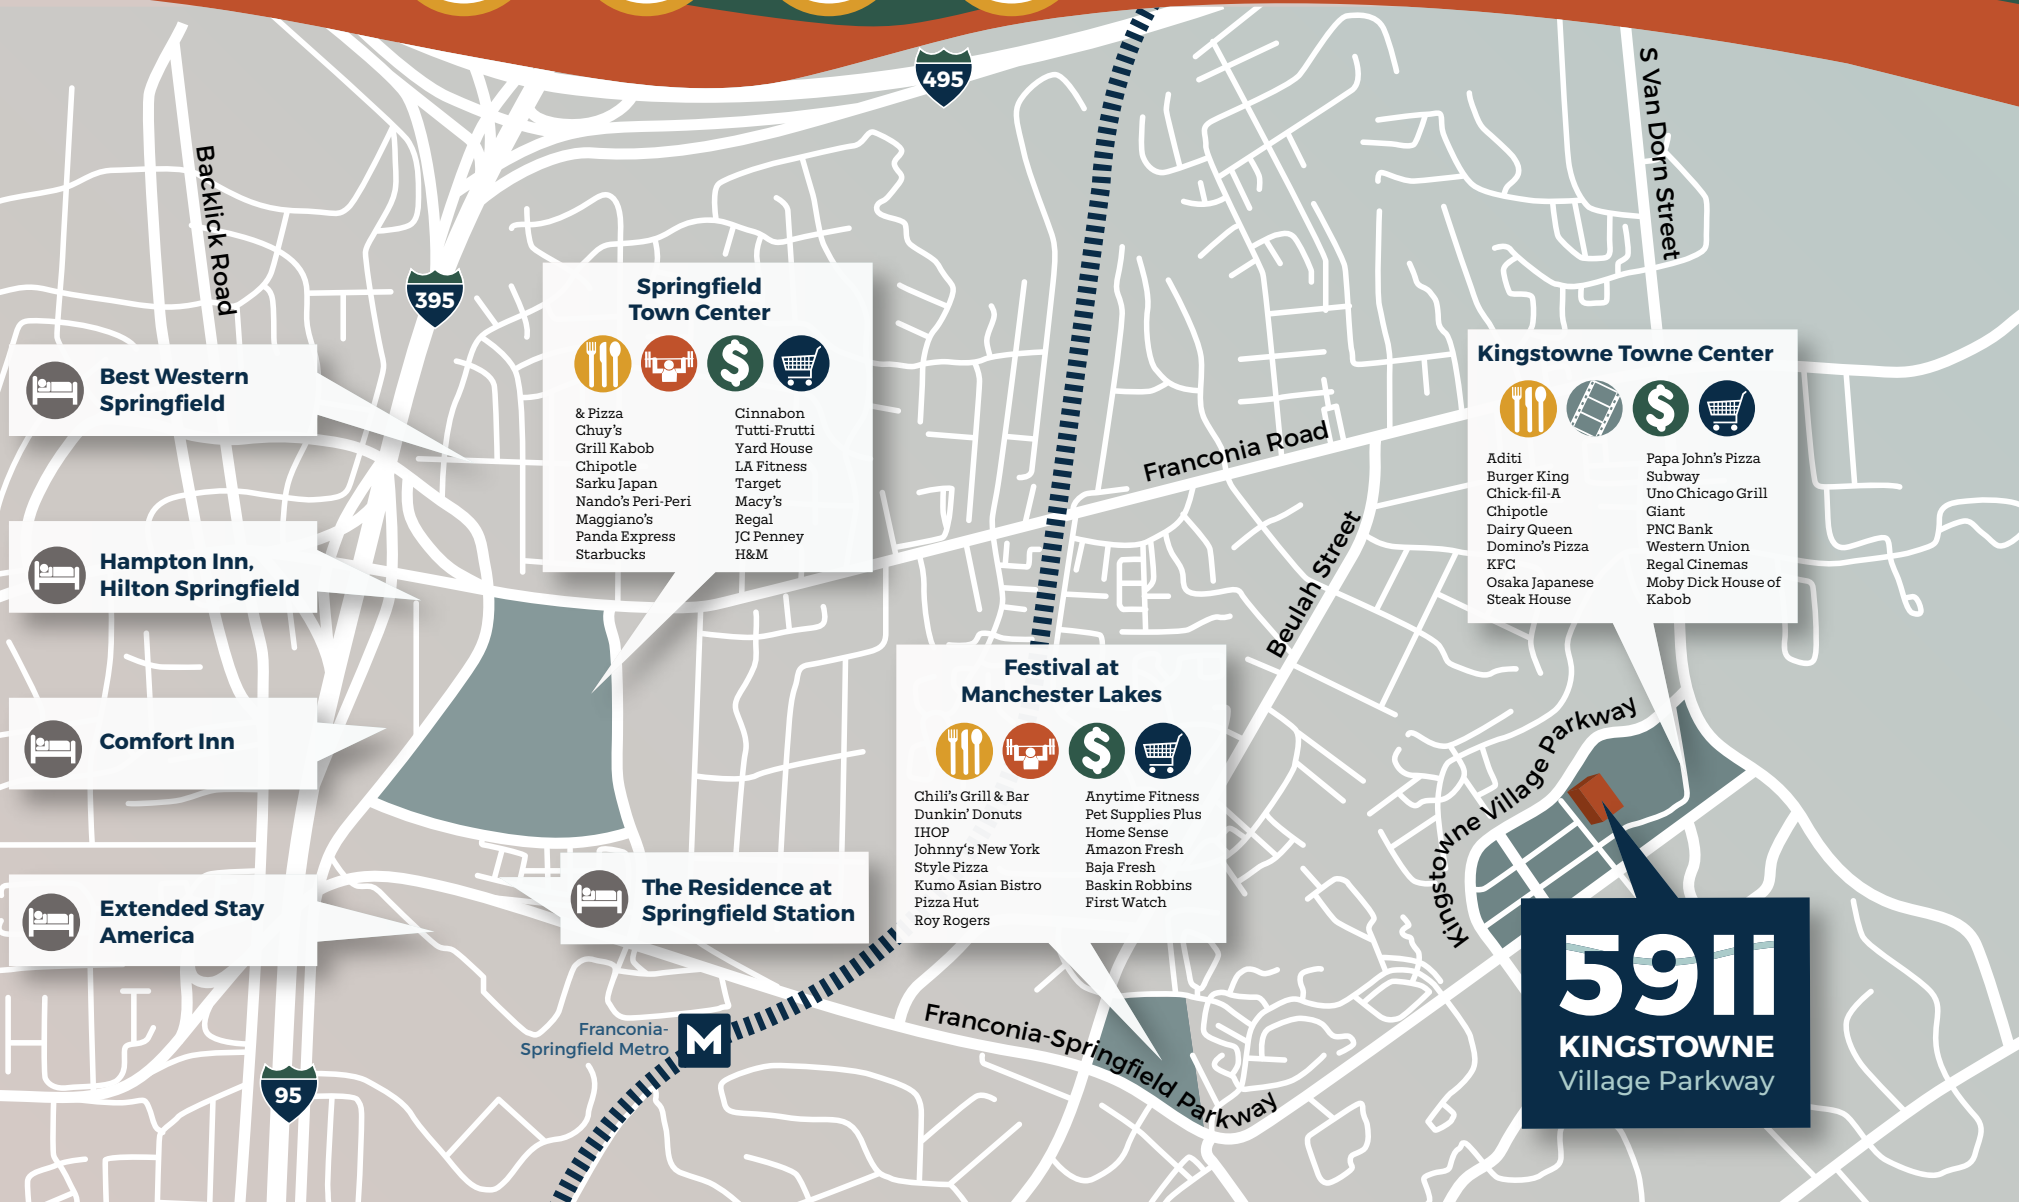 495
S Van Dorn Street
Backlick Road
395
Springfield
Town Center
& Pizza
Chuy's
Grill Kabob
Chipotle
Sarku Japan
Nando's Peri-Peri
Maggiano's
Panda Express
Starbucks
Cinnabon
Tutti-Frutti
Yard House
LA Fitness
Target
Macy's
Regal
JC Penney
H&M
Kingstowne Towne Center
Aditi
Burger King
Chick-fil-A
Chipotle
Dairy Queen
Domino's Pizza
KFC
Osaka Japanese
Steak House
Papa John's Pizza
Subway
Uno Chicago Grill
Giant
PNC Bank
Western Union
Regal Cinemas
Moby Dick House of
Kabob
Best Western
Springfield
Franconia Road
Beulah Street
Hampton Inn,
Hilton Springfield
Festival at
Manchester Lakes
Chili's Grill & Bar
Dunkin' Donuts
IHOP
Johnny's New York
Style Pizza
Kumo Asian Bistro
Pizza Hut
Roy Rogers
Anytime Fitness
Pet Supplies Plus
Home Sense
Amazon Fresh
Baja Fresh
Baskin Robbins
First Watch
Comfort Inn
Kingstowne Village Parkway
Extended Stay
America
The Residence at
Springfield Station
5911
KINGSTOWNE
Village Parkway
Franconia-
Springfield Metro
M
Franconia-Springfield Parkway
95